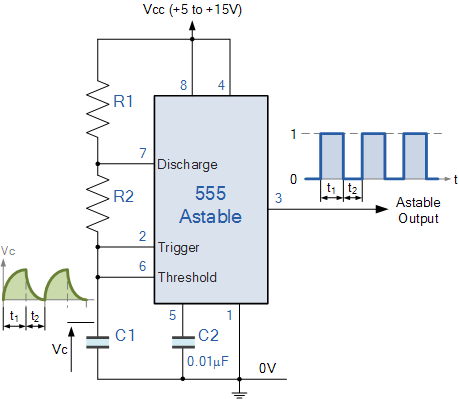 Vcc (+5 to +15V)
8
4
R1
7
Discharge
1
0
t
t1
t2
R2
555
Astable
3
Astable
Output
2
Trigger
Vc
6
Threshold
t1
t2
5
1
C1
C2
Vc
0.01µF
0V